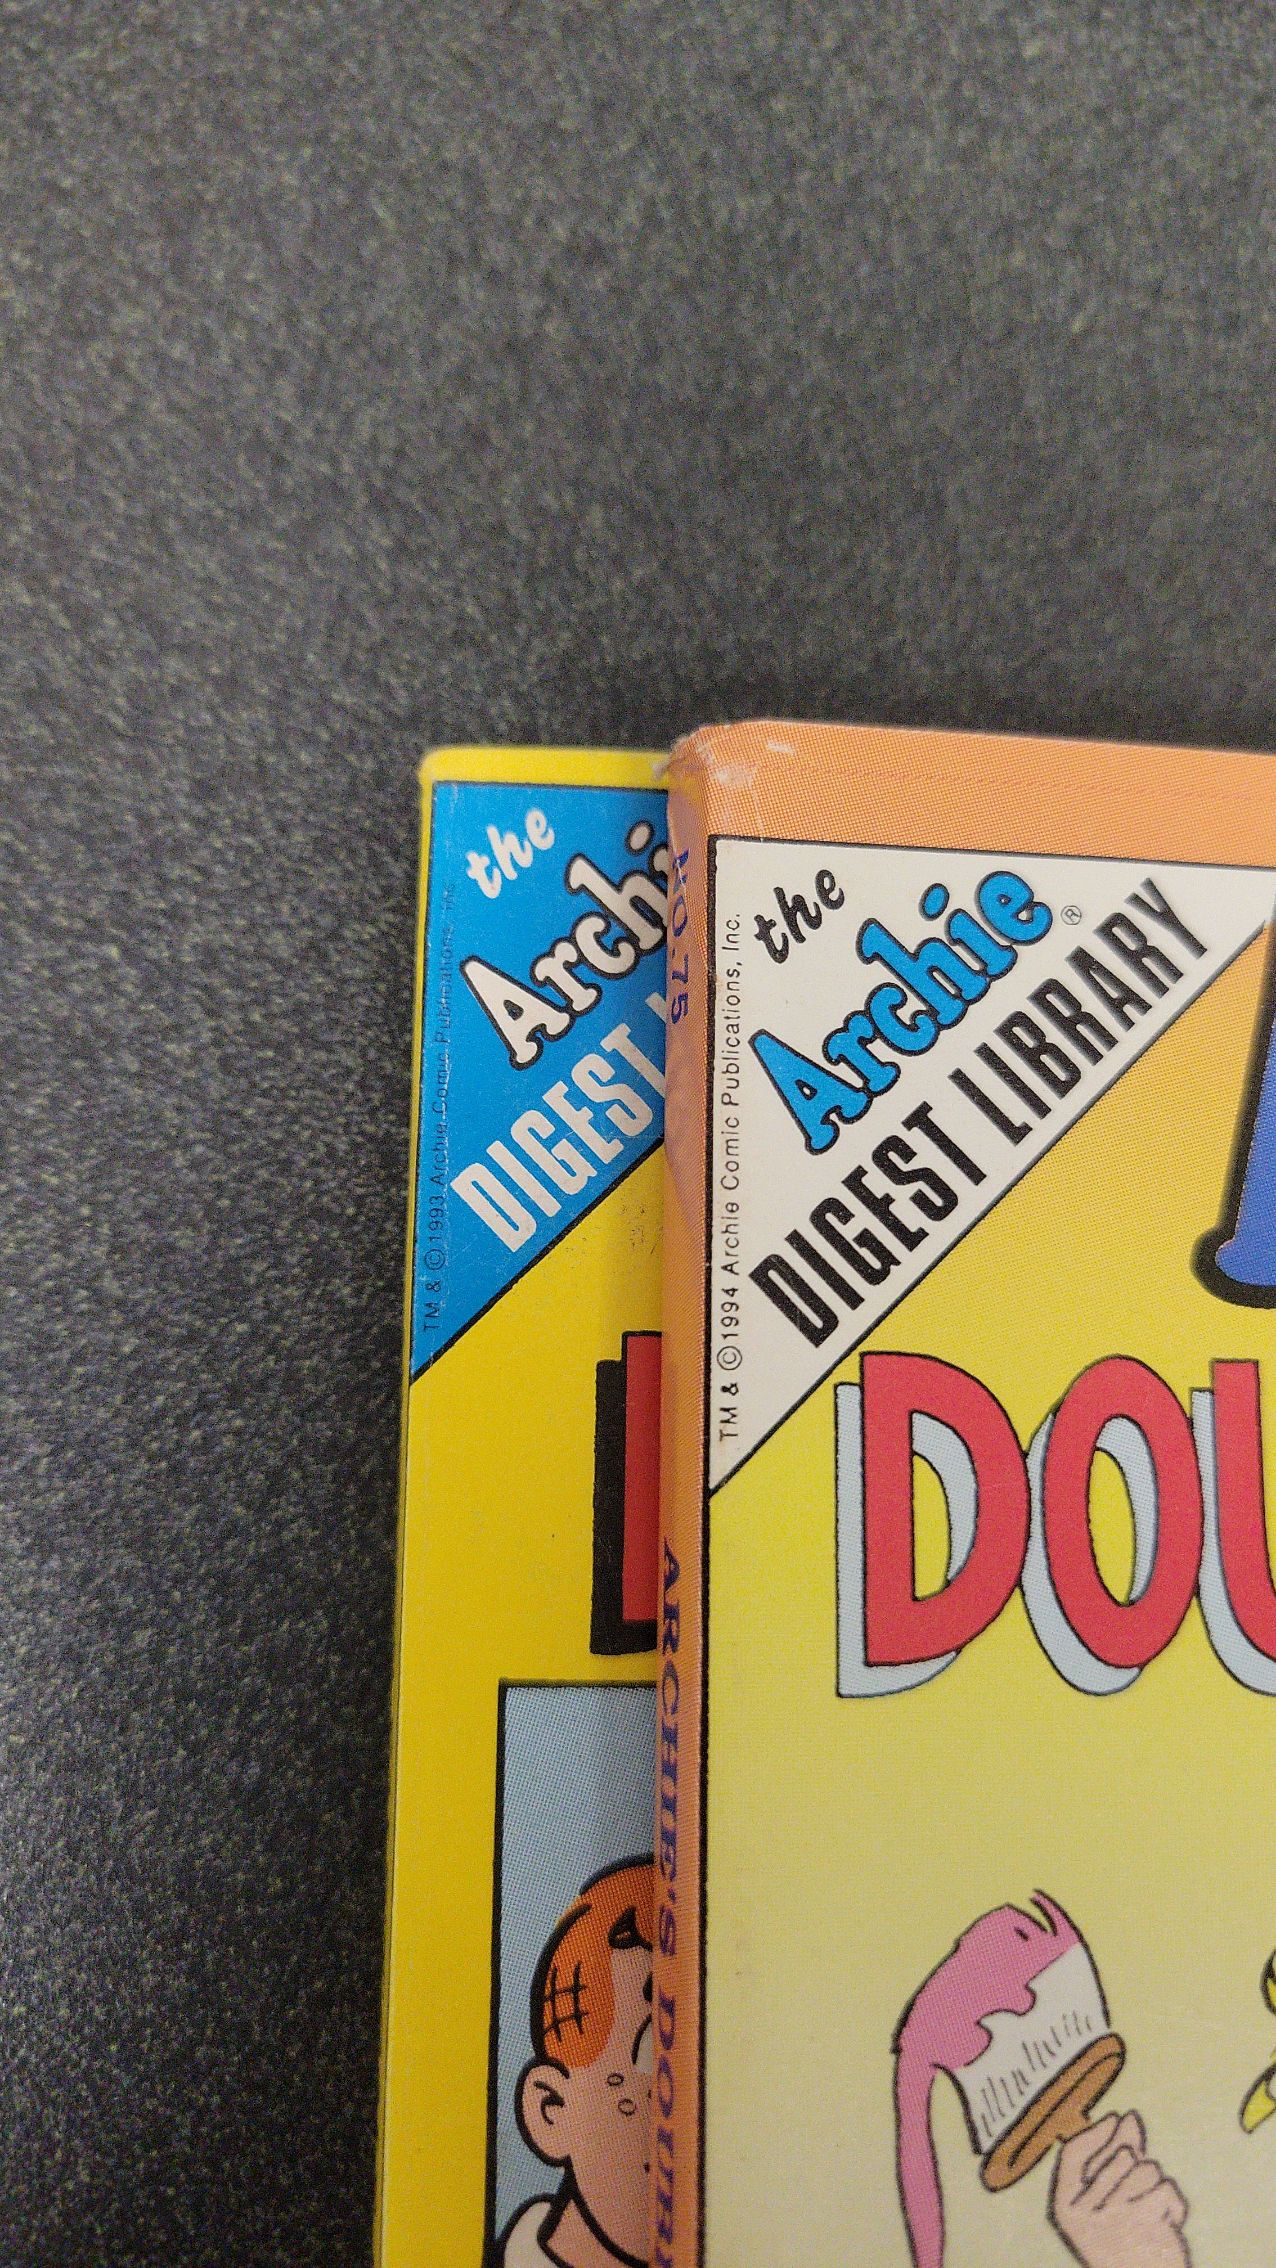 the
Archi
DIGEST
TM & © 1993 Archie Comic Publications, Inc.
NO. 75
ARCHIE'S DOUBL
the
Archie®
DIGEST LIBRARY
TM & © 1994 Archie Comic Publications, Inc.
DOU